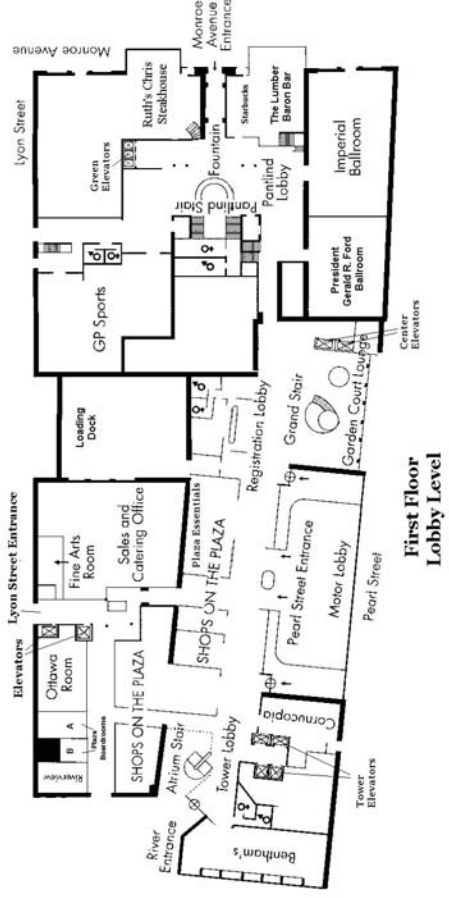 Monroe Avenue
Monroe
Avenue
Entrance
Lyon Street
Ruth's Chris
Steakhouse
Starbucks
The Lumber
Baron Bar
Green
Elevators
Fountain
Pantlind Stair
Pantlind
Lobby
Imperial
Ballroom
GP Sports
President
Gerald R. Ford
Ballroom
Center
Elevators
Loading
Dock
Registration Lobby
Grand Stair
Garden Court Lounge
Lyon Street Entrance
Fine Arts
Room
Sales and
Catering Office
Plaza Essentials
SHOPS ON THE PLAZA
Pearl Street Entrance
Motor Lobby
Pearl Street
First Floor
Lobby Level
Elevators
Ottawa
Room
A
B
Plaza
Boardrooms
Riverview
SHOPS ON THE PLAZA
Atrium Stair
Tower Lobby
Cornucopia
Tower
Elevators
River
Entrance
Bentham's